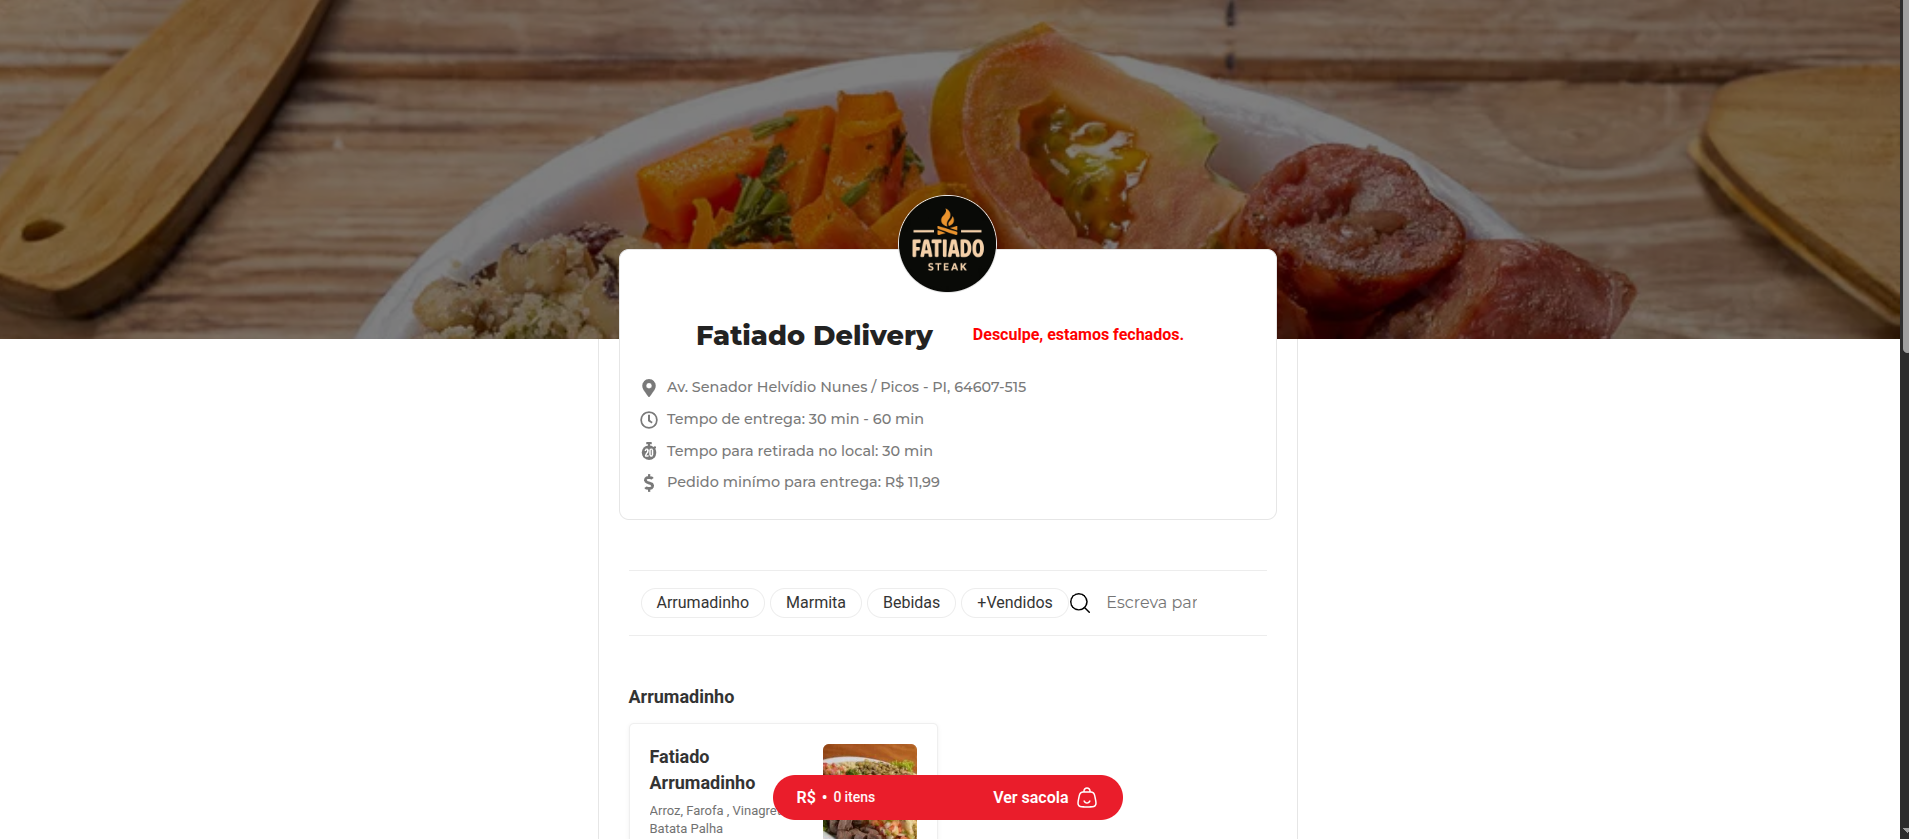 FATIADO
STEAK
Fatiado Delivery
Desculpe, estamos fechados.
Av. Senador Helvídio Nunes / Picos - PI, 64607-515
Tempo de entrega: 30 min - 60 min
20
Tempo para retirada no local: 30 min
Pedido minímo para entrega: R$ 11,99
Arrumadinho
Marmita
Bebidas
+Vendidos
Escreva par
Arrumadinho
Fatiado
Arrumadinho
Arroz, Farofa , Vinagre
Batata Palha
R$ • 0 itens
Ver sacola